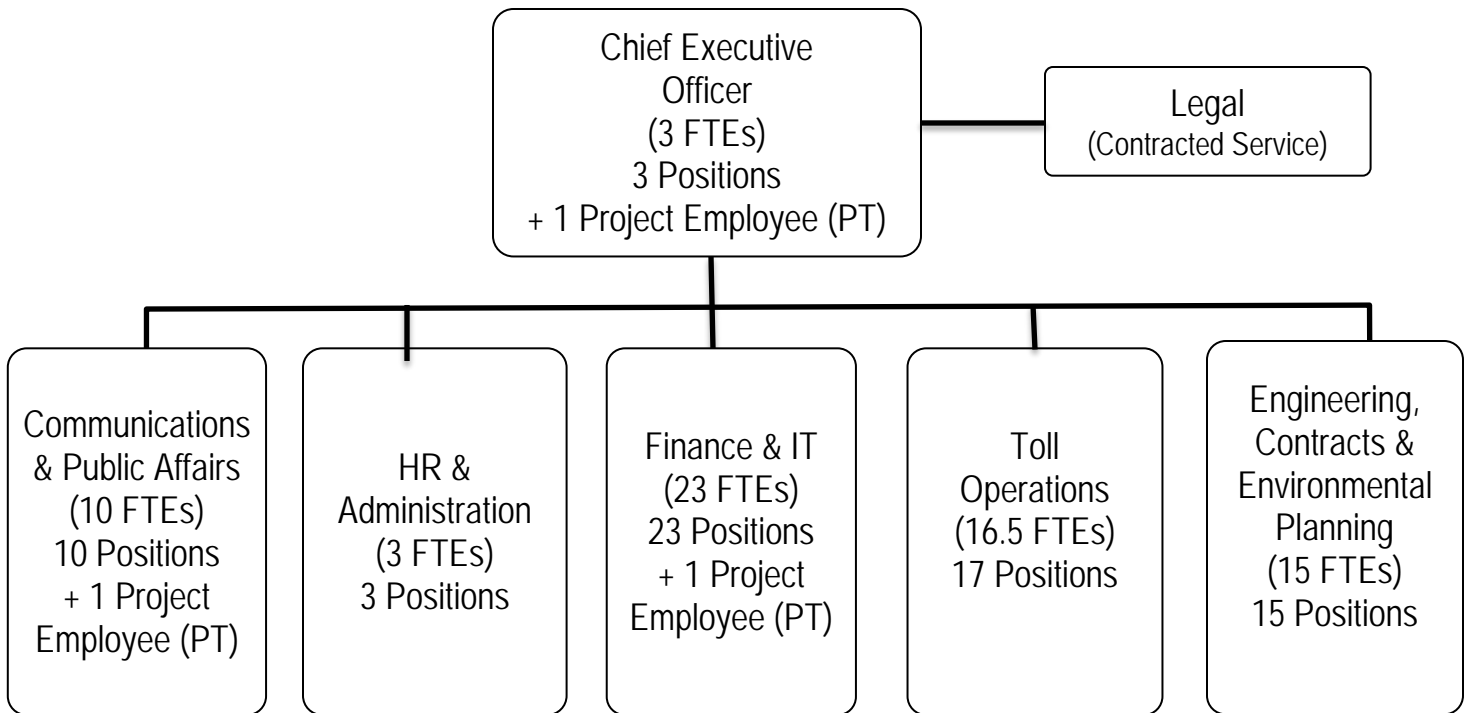 Chief Executive
Officer
(3 FTEs)
3 Positions
+ 1 Project Employee (PT)
Legal
(Contracted Service)
Communications
& Public Affairs
(10 FTEs)
10 Positions
+ 1 Project
Employee (PT)
HR &
Administration
(3 FTEs)
3 Positions
Finance & IT
(23 FTEs)
23 Positions
+ 1 Project
Employee (PT)
Toll
Operations
(16.5 FTEs)
17 Positions
Engineering,
Contracts &
Environmental
Planning
(15 FTEs)
15 Positions